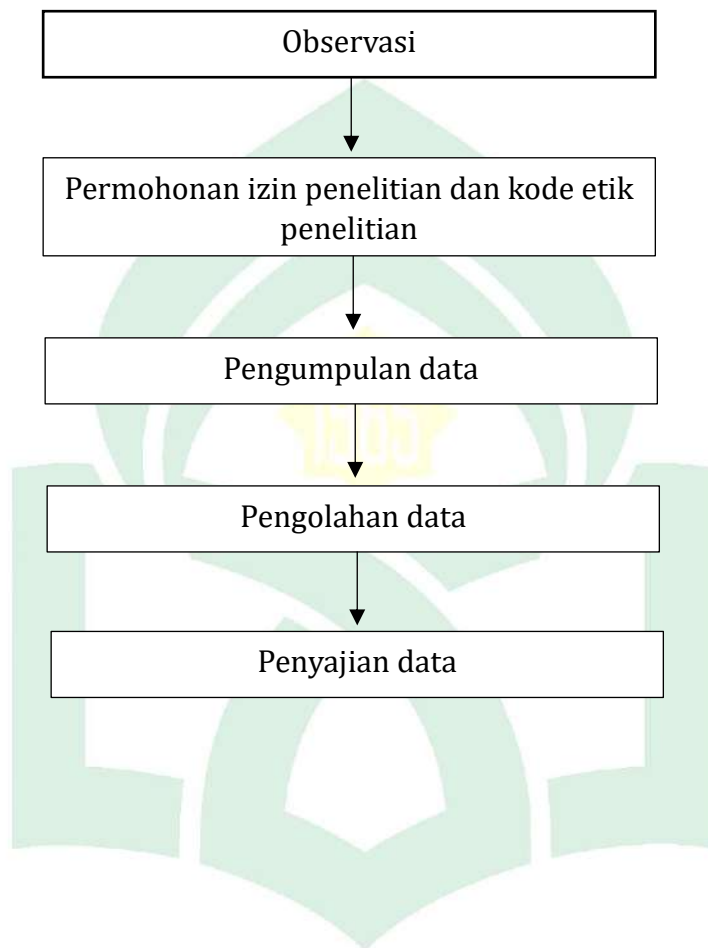 Observasi
Permohonan izin penelitian dan kode etik
penelitian
Pengumpulan data
Pengolahan data
Penyajian data